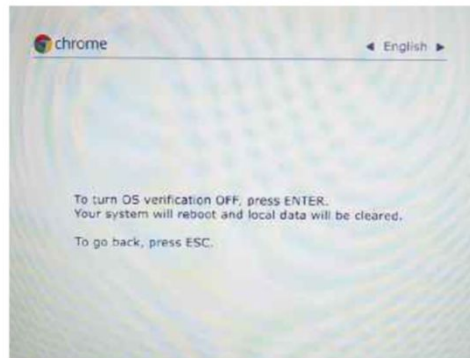 chrome
◀ English ▶
To turn OS verification OFF, press ENTER.
Your system will reboot and local data will be cleared.
To go back, press ESC.